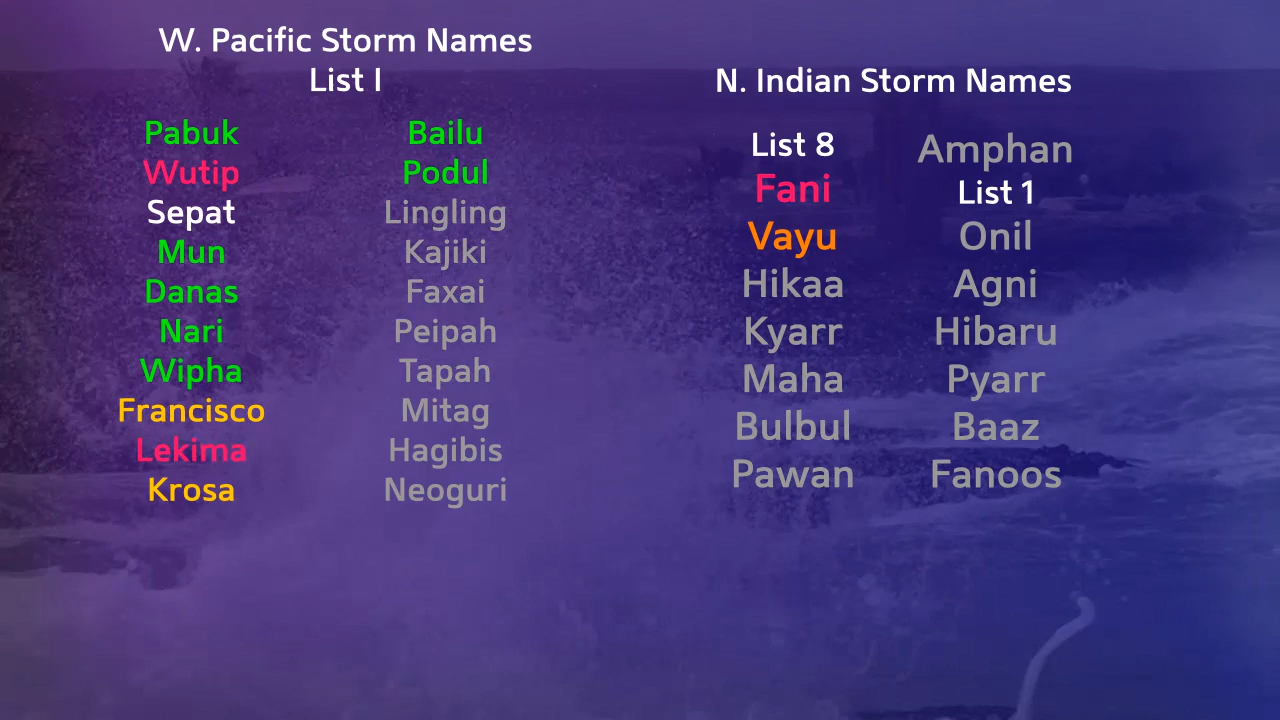 W. Pacific Storm Names
List I
Pabuk
Wutip
Sepat
Mun
Danas
Nari
Wipha
Francisco
Lekima
Krosa
Bailu
Podul
Lingling
Kajiki
Faxai
Peipah
Tapah
Mitag
Hagibis
Neoguri
N. Indian Storm Names
List 8
Fani
Vayu
Hikaa
Kyarr
Maha
Bulbul
Pawan
Amphan
List 1
Onil
Agni
Hibaru
Pyarr
Baaz
Fanoos